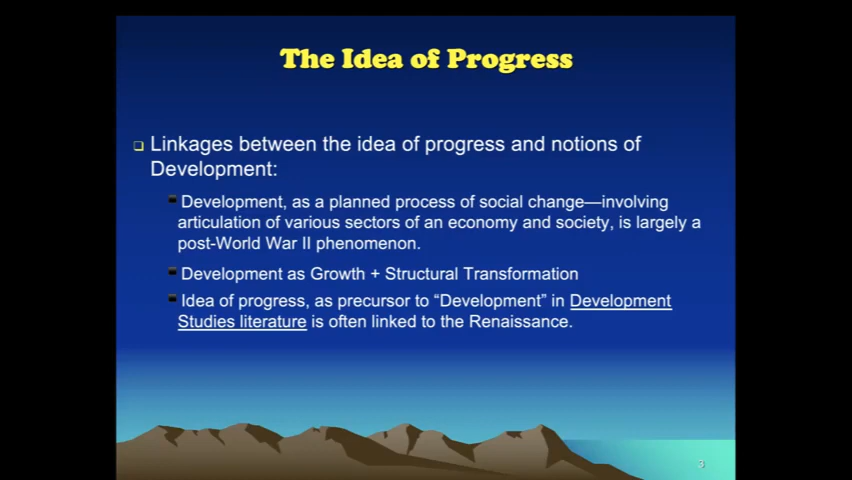 The Idea of Progress
Linkages between the idea of progress and notions of
Development:
Development, as a planned process of social change—involving
articulation of various sectors of an economy and society, is largely a
post-World War II phenomenon.
Development as Growth + Structural Transformation
Idea of progress, as precursor to “Development” in Development
Studies literature is often linked to the Renaissance.
3